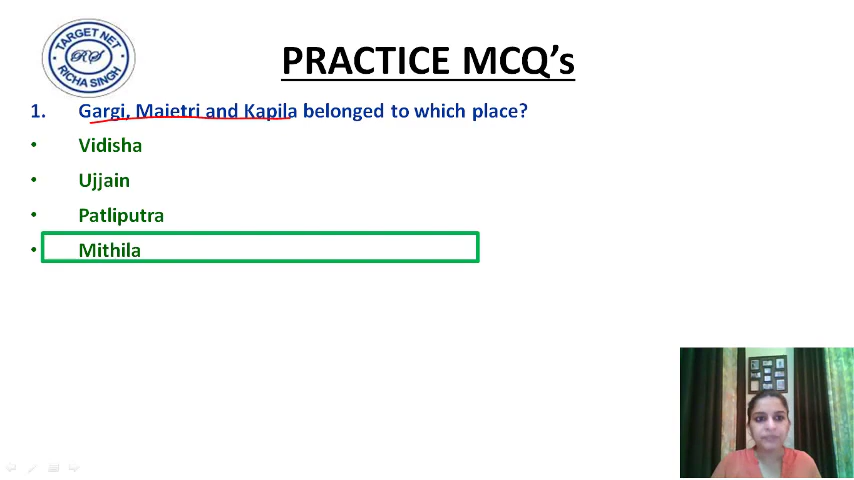 TARGET NET
RS
RICHA SINGH
PRACTICE MCQ's
1. Gargi, Maietri and Kapila belonged to which place?
• Vidisha
• Ujjain
• Patliputra
• Mithila